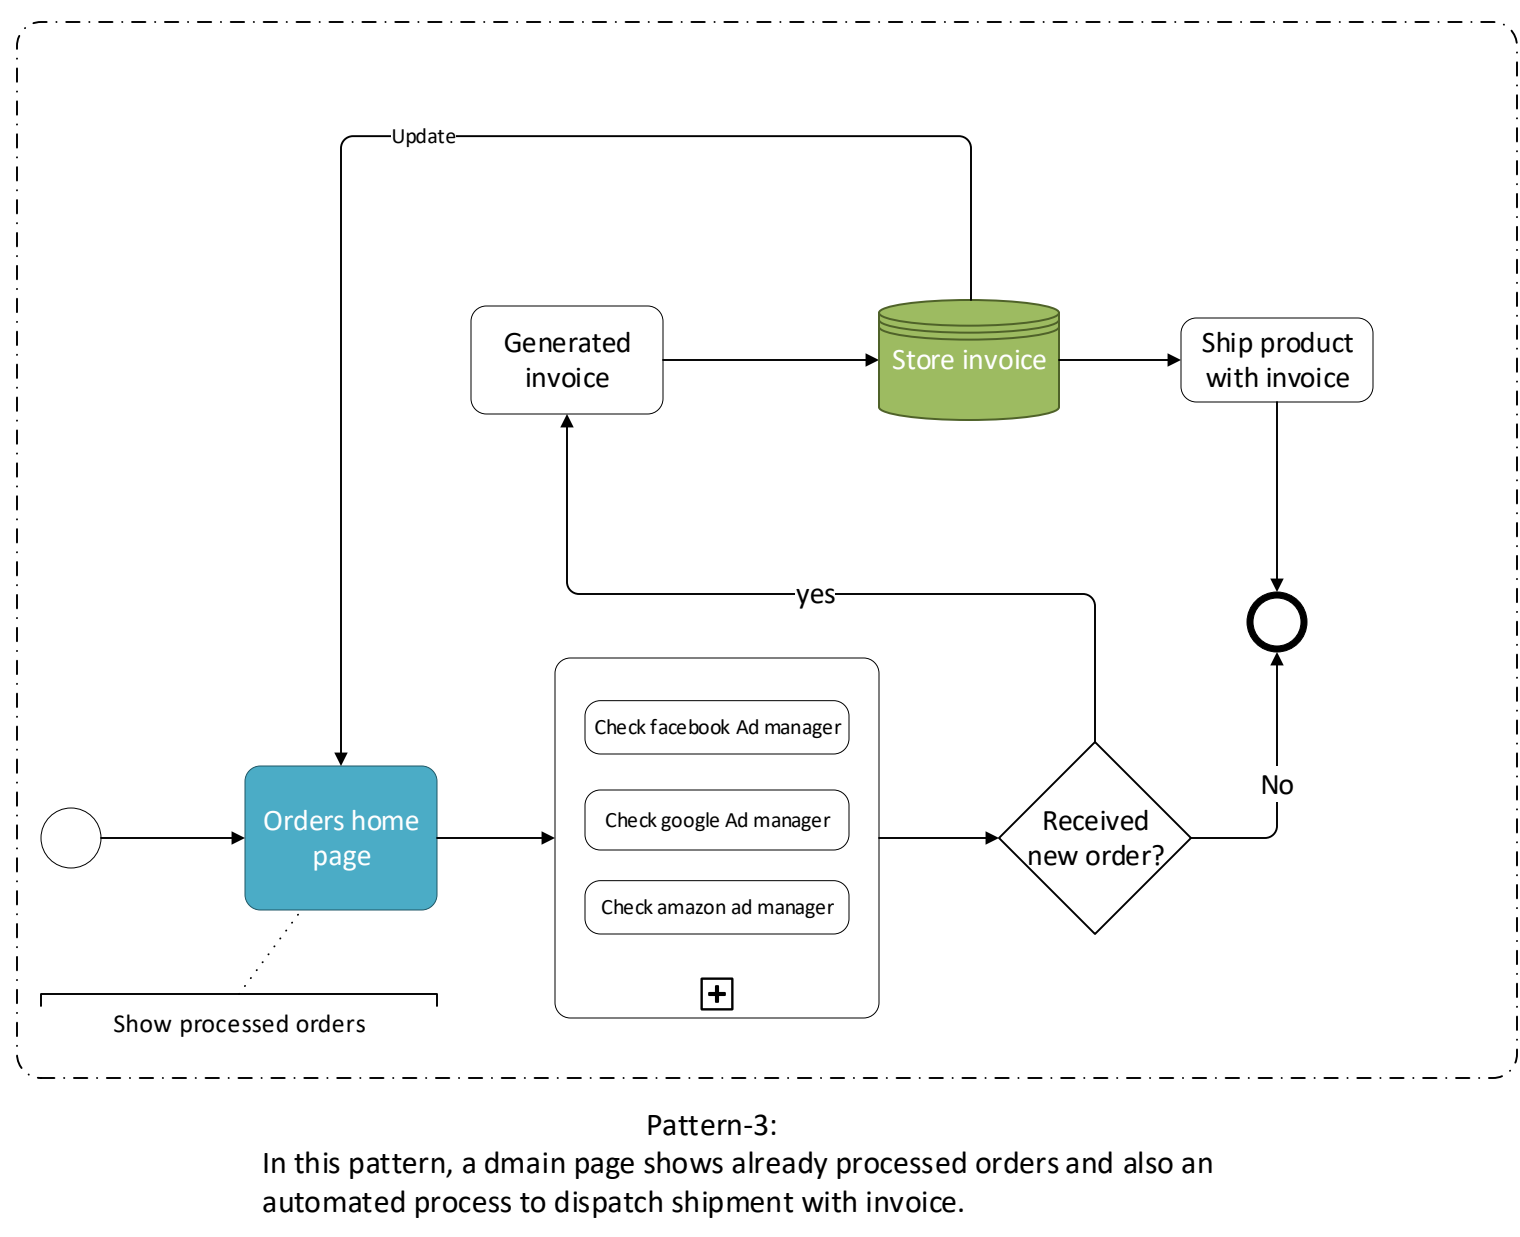 Update
Generated
invoice
Store invoice
Ship product
with invoice
yes
Check facebook Ad manager
Check google Ad manager
Check amazon ad manager
Orders home
page
Received
new order?
No
Show processed orders
Pattern-3:
In this pattern, a dmain page shows already processed orders and also an
automated process to dispatch shipment with invoice.